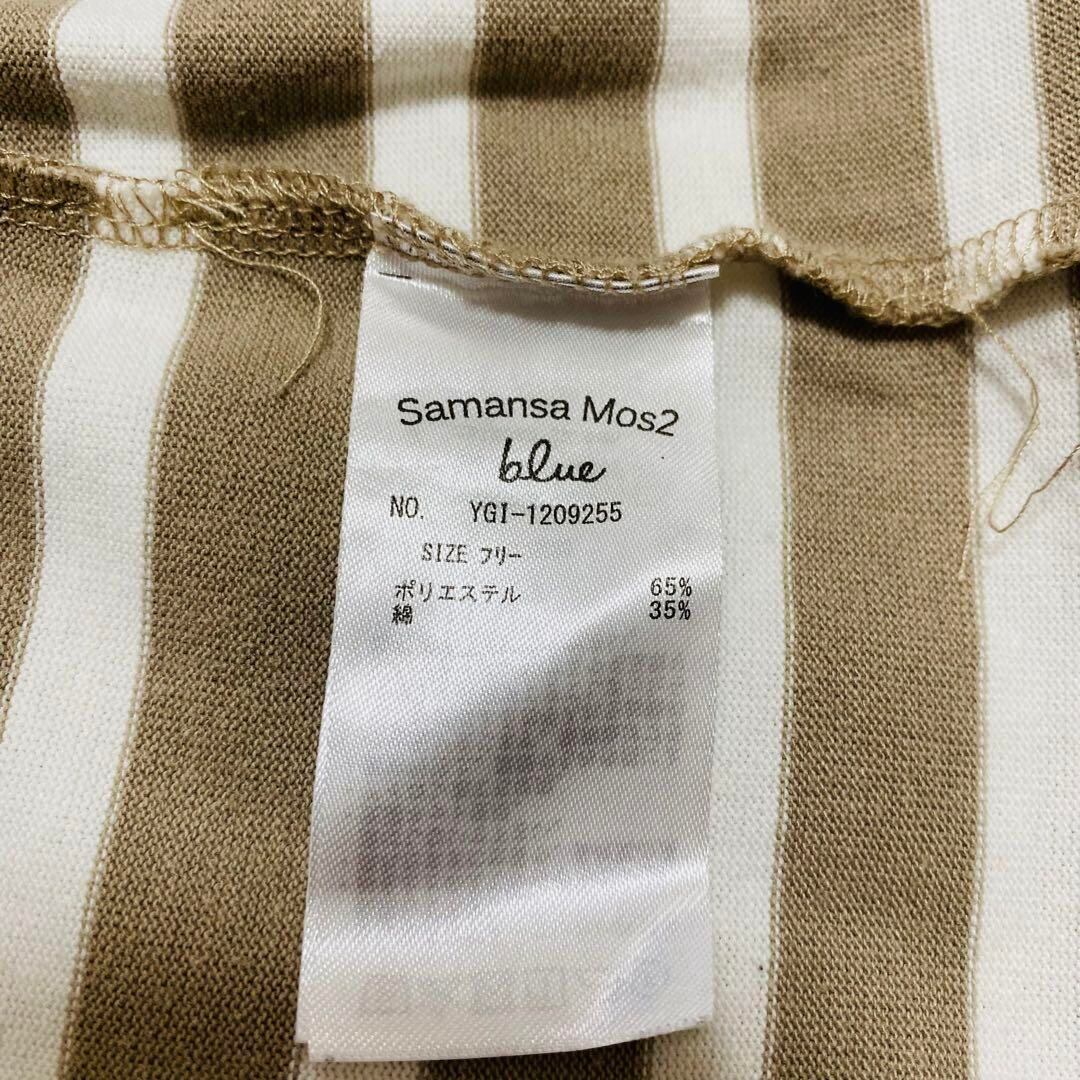 Samansa Mos2
blue
NO. YGI-1209255
SIZE フリー
ポリエステル 65%
綿 35%